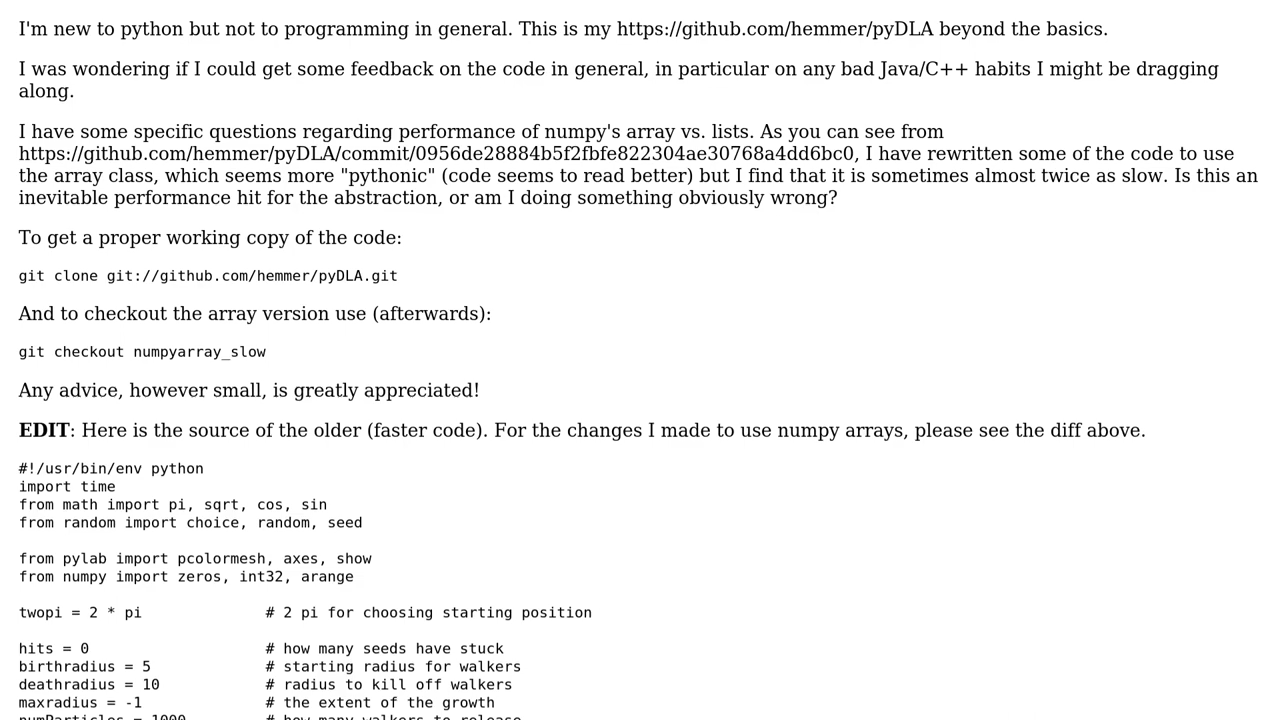 I'm new to python but not to programming in general. This is my https://github.com/hemmer/pyDLA beyond the basics.
I was wondering if I could get some feedback on the code in general, in particular on any bad Java/C++ habits I might be dragging
along.
I have some specific questions regarding performance of numpy's array vs. lists. As you can see from
https://github.com/hemmer/pyDLA/commit/0956de28884b5f2fbfe822304ae30768a4dd6bc0, I have rewritten some of the code to use
the array class, which seems more "pythonic" (code seems to read better) but I find that it is sometimes almost twice as slow. Is this an
inevitable performance hit for the abstraction, or am I doing something obviously wrong?
To get a proper working copy of the code:
git clone git://github.com/hemmer/pyDLA.git
And to checkout the array version use (afterwards):
git checkout numpyarray_slow
Any advice, however small, is greatly appreciated!
EDIT: Here is the source of the older (faster code). For the changes I made to use numpy arrays, please see the diff above.
#!/usr/bin/env python
import time
from math import pi, sqrt, cos, sin
from random import choice, random, seed
from pylab import pcolormesh, axes, show
from numpy import zeros, int32, arange
twopi = 2 * pi              # 2 pi for choosing starting position
hits = 0                    # how many seeds have stuck
birthradius = 5             # starting radius for walkers
deathradius = 10            # radius to kill off walkers
maxradius = -1              # the extent of the growth
numParticles = 1000         # how many walkers to release